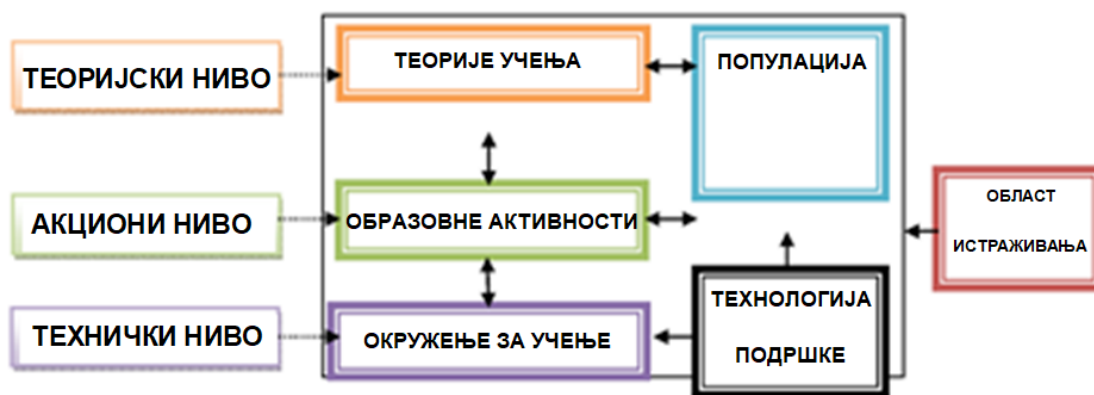 ТЕОРИЈСКИ НИВО
ТЕОРИЈЕ УЧЕЊА
ПОПУЛАЦИЈА
АКЦИОНИ НИВО
ОБРАЗОВНЕ АКТИВНОСТИ
ОБЛАСТ
ИСТРАЖИВАЊА
ТЕХНИЧКИ НИВО
ОКРУЖЕЊЕ ЗА УЧЕЊЕ
ТЕХНОЛОГИЈА
ПОДРШКЕ